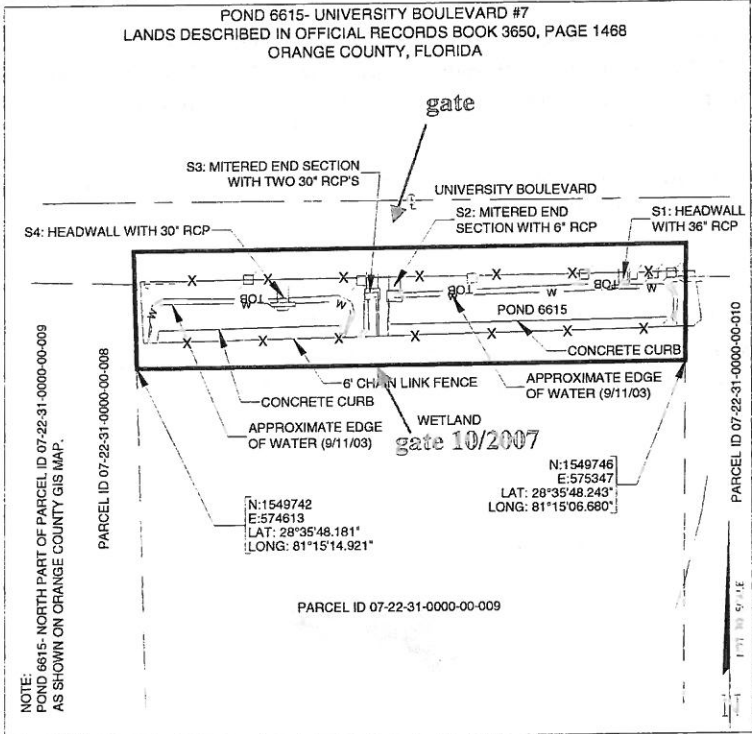 POND 6615- UNIVERSITY BOULEVARD #7
LANDS DESCRIBED IN OFFICIAL RECORDS BOOK 3650, PAGE 1468
ORANGE COUNTY, FLORIDA
gate
S3: MITERED END SECTION
WITH TWO 30" RCP'S
UNIVERSITY BOULEVARD
S4: HEADWALL WITH 30" RCP
S2: MITERED END
SECTION WITH 6" RCP
S1: HEADWALL
WITH 36" RCP
TOB
TOB
TOB
POND 6615
CONCRETE CURB
6' CHAIN LINK FENCE
CONCRETE CURB
APPROXIMATE EDGE
OF WATER (9/11/03)
APPROXIMATE EDGE
OF WATER (9/11/03)
WETLAND
gate 10/2007
N:1549742
E:574613
LAT: 28°35'48.181"
LONG: 81°15'14.921"
N:1549746
E:575347
LAT: 28°35'48.243"
LONG: 81°15'06.680"
PARCEL ID 07-22-31-0000-00-009
PARCEL ID 07-22-31-0000-00-008
PARCEL ID 07-22-31-0000-00-010
NOTE:
POND 6615- NORTH PART OF PARCEL ID 07-22-31-0000-00-009
AS SHOWN ON ORANGE COUNTY GIS MAP.